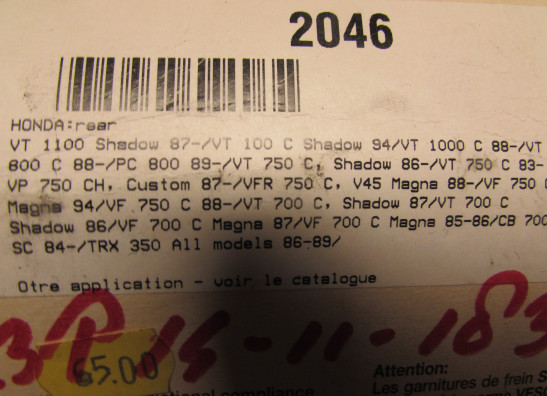 2046
HONDA:rear
VT 1100 Shadow 87-/VT 100 C Shadow 94/VT 1000 C 88-/VT
800 C 88-/PC 800 89-/VT 750 C, Shadow 86-/VT 750 C 83-
VP 750 CH, Custom 87-/VFR 750 C, V45 Magna 88-/VF 750
Magna 94/VF 750 C 88-/VT 700 C, Shadow 87/VT 700 C
Shadow 86/VF 700 C Magna 87/VF 700 C Magna 85-86/CB 700
SC 84-/TRX 350 All models 86-89/
Otre application - voir le catalogue
15-11-183
65.00
Attention:
Les garnitures de frein
compliance